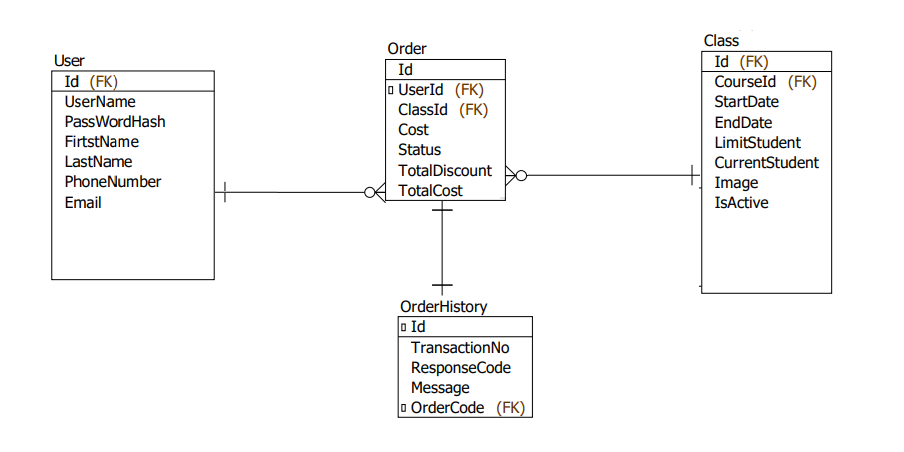 User
Id (FK)
UserName
PassWordHash
FirtstName
LastName
PhoneNumber
Email
Order
Id
UserId (FK)
ClassId (FK)
Cost
Status
TotalDiscount
TotalCost
Class
Id (FK)
CourseId (FK)
StartDate
EndDate
LimitStudent
CurrentStudent
Image
IsActive
OrderHistory
Id
TransactionNo
ResponseCode
Message
OrderCode (FK)